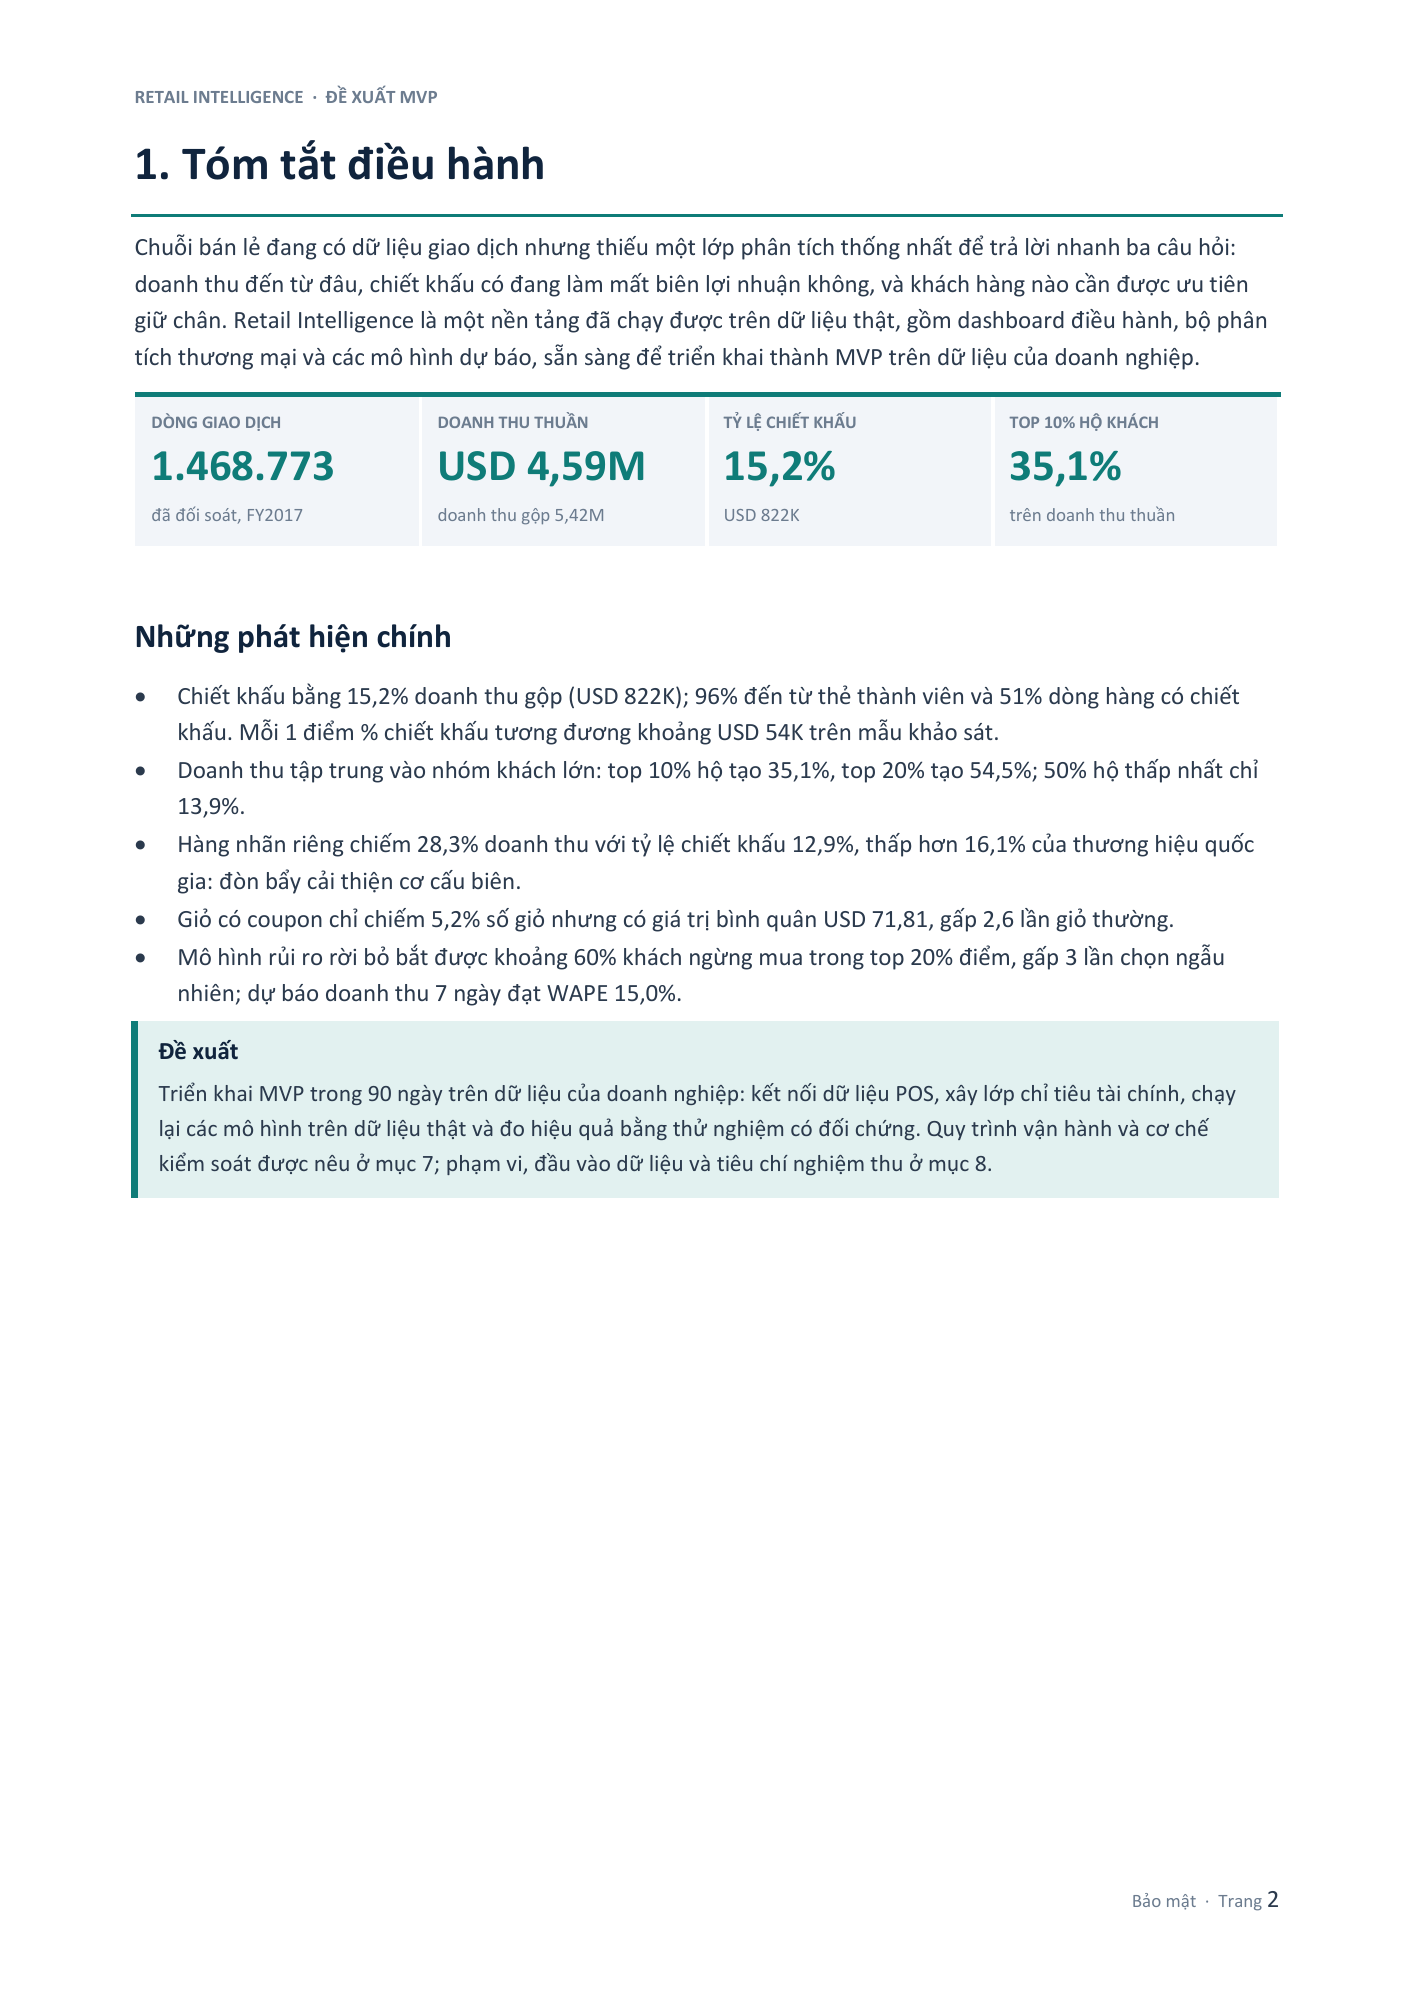 RETAIL INTELLIGENCE · ĐỀ XUẤT MVP
1. Tóm tắt điều hành
Chuỗi bán lẻ đang có dữ liệu giao dịch nhưng thiếu một lớp phân tích thống nhất để trả lời nhanh ba câu hỏi:
doanh thu đến từ đâu, chiết khấu có đang làm mất biên lợi nhuận không, và khách hàng nào cần được ưu tiên
giữ chân. Retail Intelligence là một nền tảng đã chạy được trên dữ liệu thật, gồm dashboard điều hành, bộ phân
tích thương mại và các mô hình dự báo, sẵn sàng để triển khai thành MVP trên dữ liệu của doanh nghiệp.
DÒNG GIAO DỊCH
1.468.773
đã đối soát, FY2017
DOANH THU THUẦN
USD 4,59M
doanh thu gộp 5,42M
TỶ LỆ CHIẾT KHẤU
15,2%
USD 822K
TOP 10% HỘ KHÁCH
35,1%
trên doanh thu thuần
Những phát hiện chính
• Chiết khấu bằng 15,2% doanh thu gộp (USD 822K); 96% đến từ thẻ thành viên và 51% dòng hàng có chiết
khấu. Mỗi 1 điểm % chiết khấu tương đương khoảng USD 54K trên mẫu khảo sát.
• Doanh thu tập trung vào nhóm khách lớn: top 10% hộ tạo 35,1%, top 20% tạo 54,5%; 50% hộ thấp nhất chỉ
13,9%.
• Hàng nhãn riêng chiếm 28,3% doanh thu với tỷ lệ chiết khấu 12,9%, thấp hơn 16,1% của thương hiệu quốc
gia: đòn bẩy cải thiện cơ cấu biên.
• Giỏ có coupon chỉ chiếm 5,2% số giỏ nhưng có giá trị bình quân USD 71,81, gấp 2,6 lần giỏ thường.
• Mô hình rủi ro rời bỏ bắt được khoảng 60% khách ngừng mua trong top 20% điểm, gấp 3 lần chọn ngẫu
nhiên; dự báo doanh thu 7 ngày đạt WAPE 15,0%.
Đề xuất
Triển khai MVP trong 90 ngày trên dữ liệu của doanh nghiệp: kết nối dữ liệu POS, xây lớp chỉ tiêu tài chính, chạy
lại các mô hình trên dữ liệu thật và đo hiệu quả bằng thử nghiệm có đối chứng. Quy trình vận hành và cơ chế
kiểm soát được nêu ở mục 7; phạm vi, đầu vào dữ liệu và tiêu chí nghiệm thu ở mục 8.
Bảo mật · Trang 2